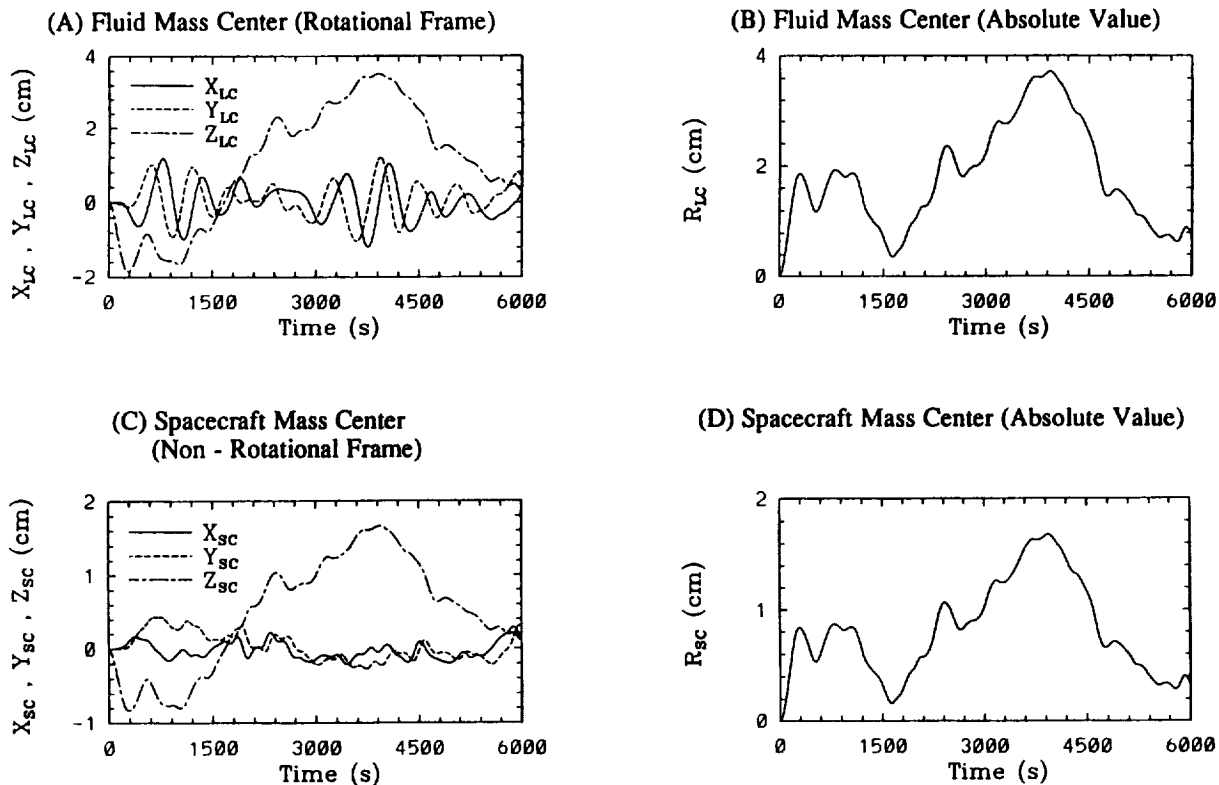 (A) Fluid Mass Center (Rotational Frame)
X_LC , Y_LC , Z_LC (cm)
4
2
0
-2
X_LC
Y_LC
Z_LC
0 1500 3000 4500 6000
Time (s)
(B) Fluid Mass Center (Absolute Value)
R_LC (cm)
4
2
0
0 1500 3000 4500 6000
Time (s)
(C) Spacecraft Mass Center
(Non - Rotational Frame)
X_SC , Y_SC , Z_SC (cm)
2
1
0
-1
X_SC
Y_SC
Z_SC
0 1500 3000 4500 6000
Time (s)
(D) Spacecraft Mass Center (Absolute Value)
R_SC (cm)
2
1
0
0 1500 3000 4500 6000
Time (s)